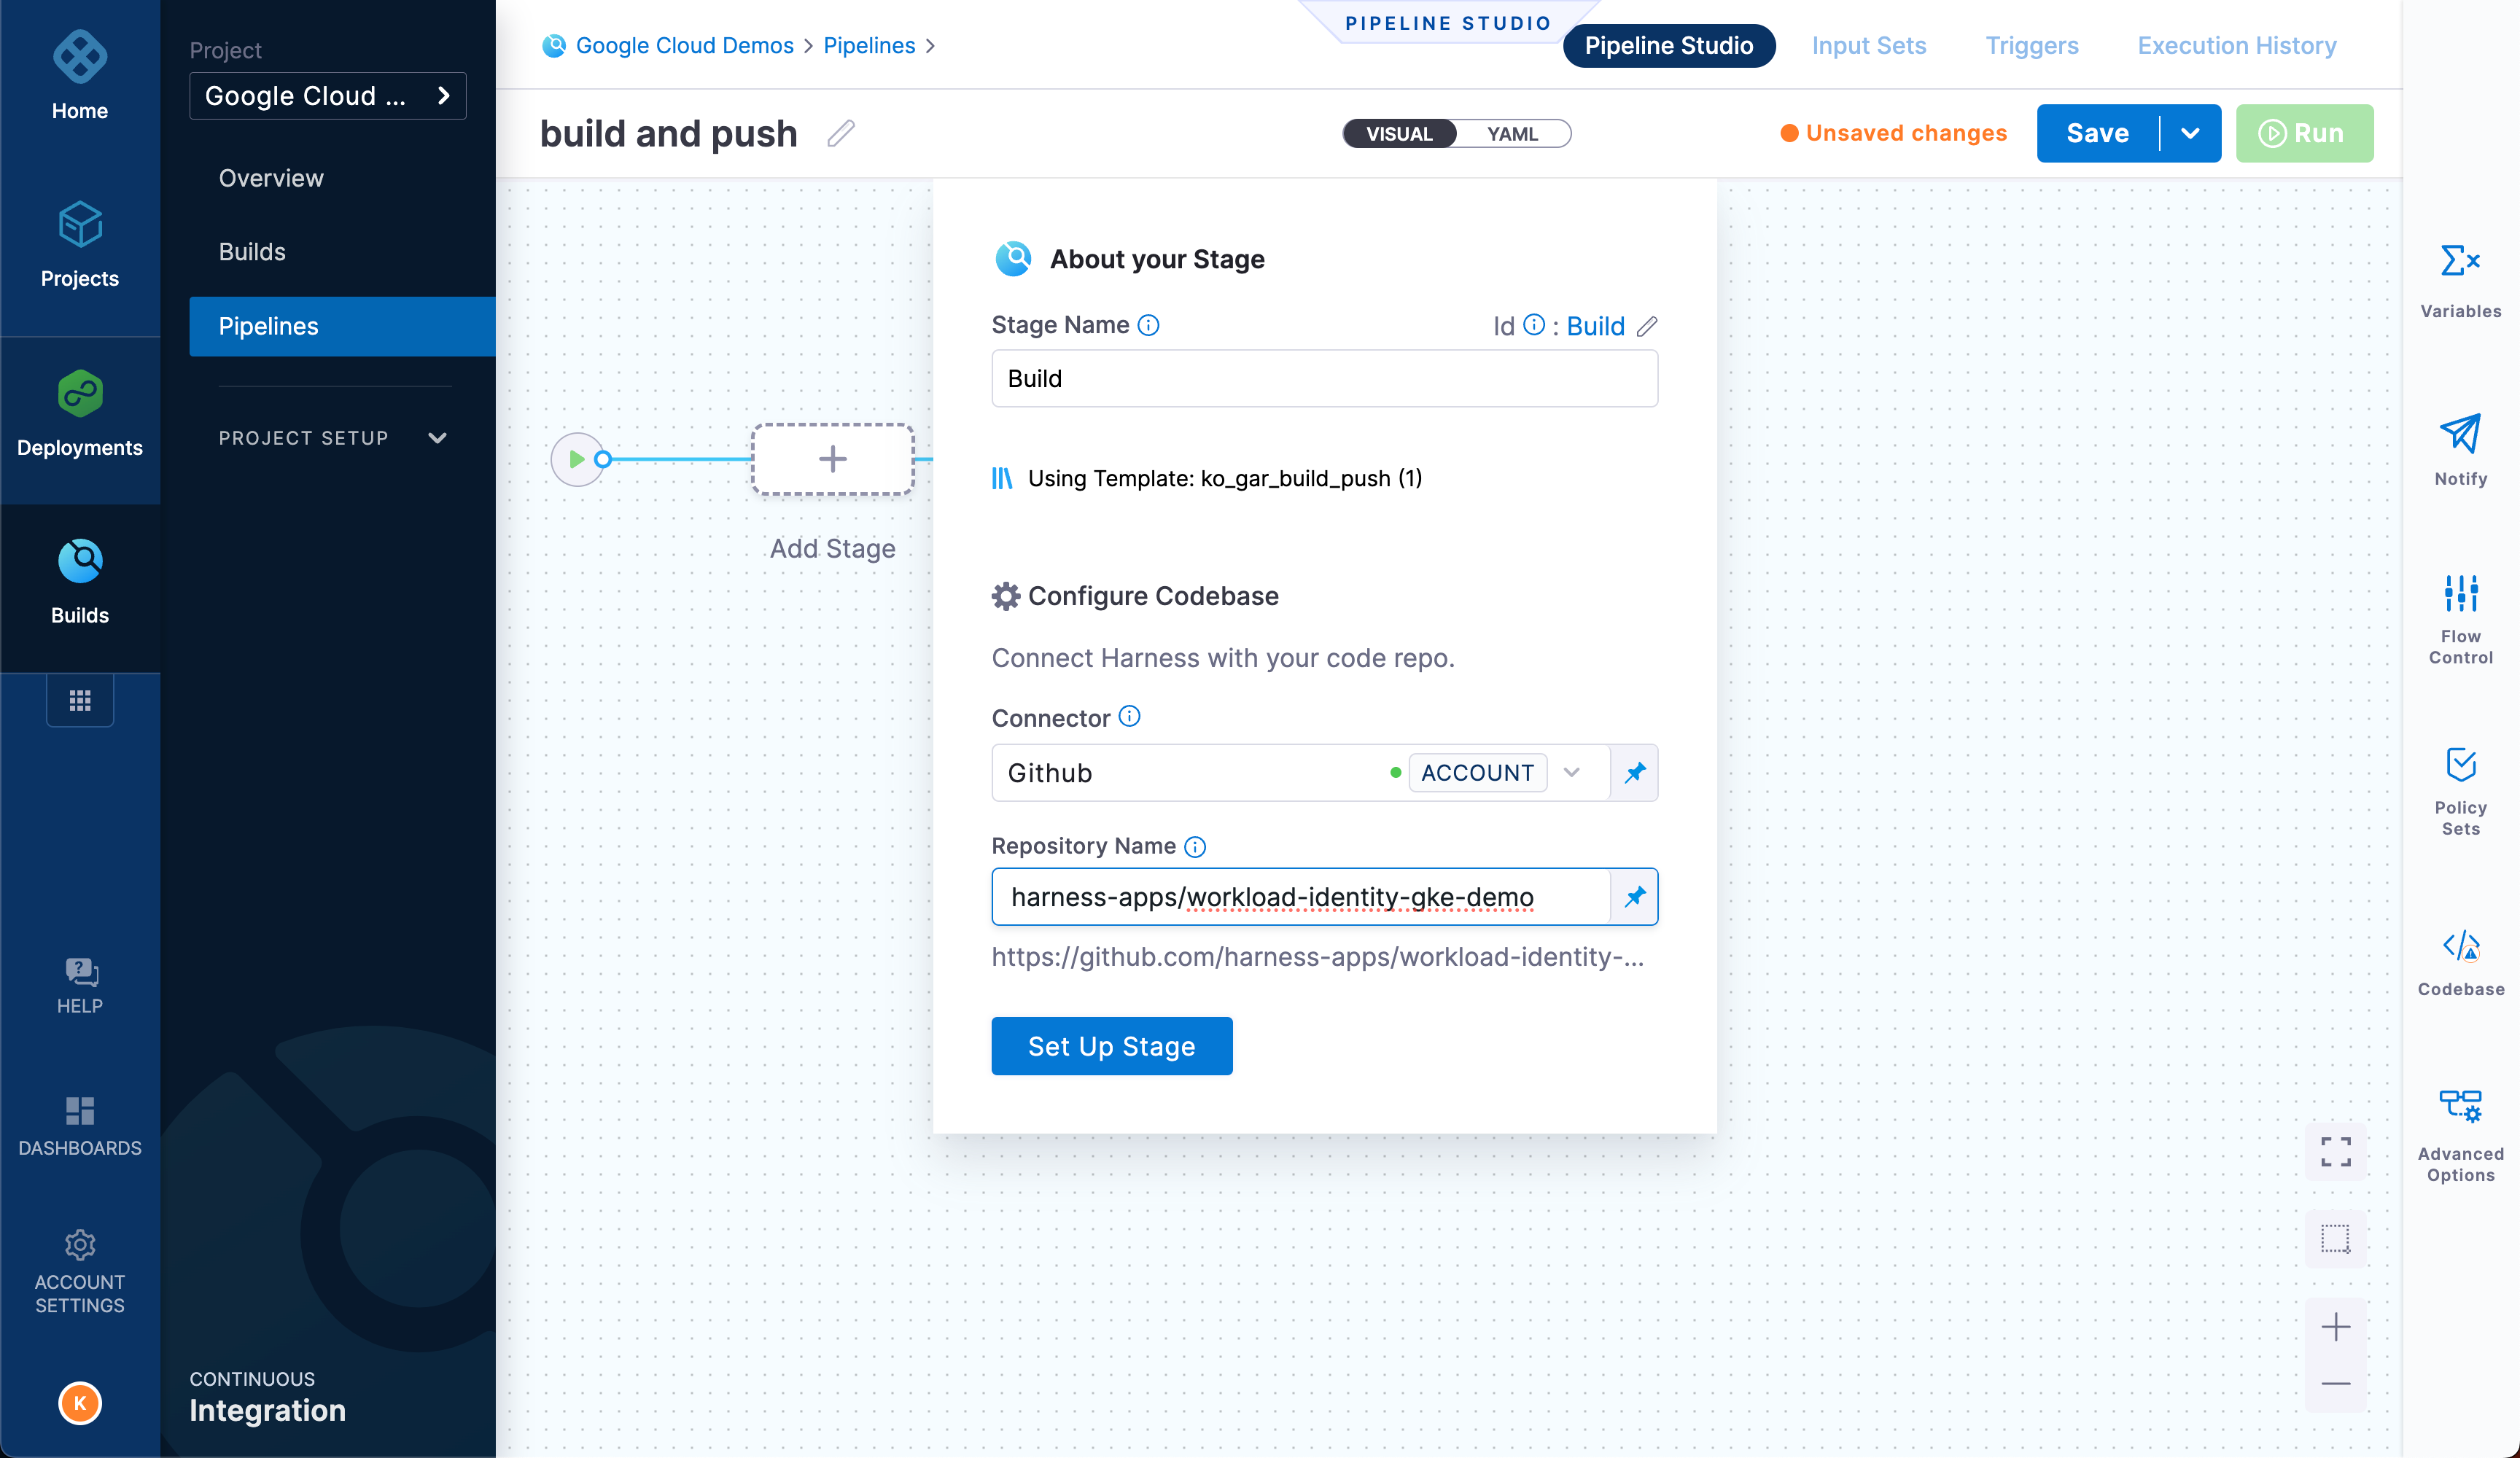 Home
Projects
Deployments
Builds
HELP
DASHBOARDS
ACCOUNT
SETTINGS
K
Project
Google Cloud ...
Overview
Builds
Pipelines
PROJECT SETUP
CONTINUOUS
Integration
Google Cloud Demos > Pipelines >
PIPELINE STUDIO
Pipeline Studio
Input Sets
Triggers
Execution History
build and push
VISUAL
YAML
Unsaved changes
Save
Run
Add Stage
About your Stage
Stage Name
Id : Build
Build
Using Template: ko_gar_build_push (1)
Configure Codebase
Connect Harness with your code repo.
Connector
Github
ACCOUNT
Repository Name
harness-apps/workload-identity-gke-demo
https://github.com/harness-apps/workload-identity-...
Set Up Stage
Variables
Notify
Flow
Control
Policy
Sets
Codebase
Advanced
Options